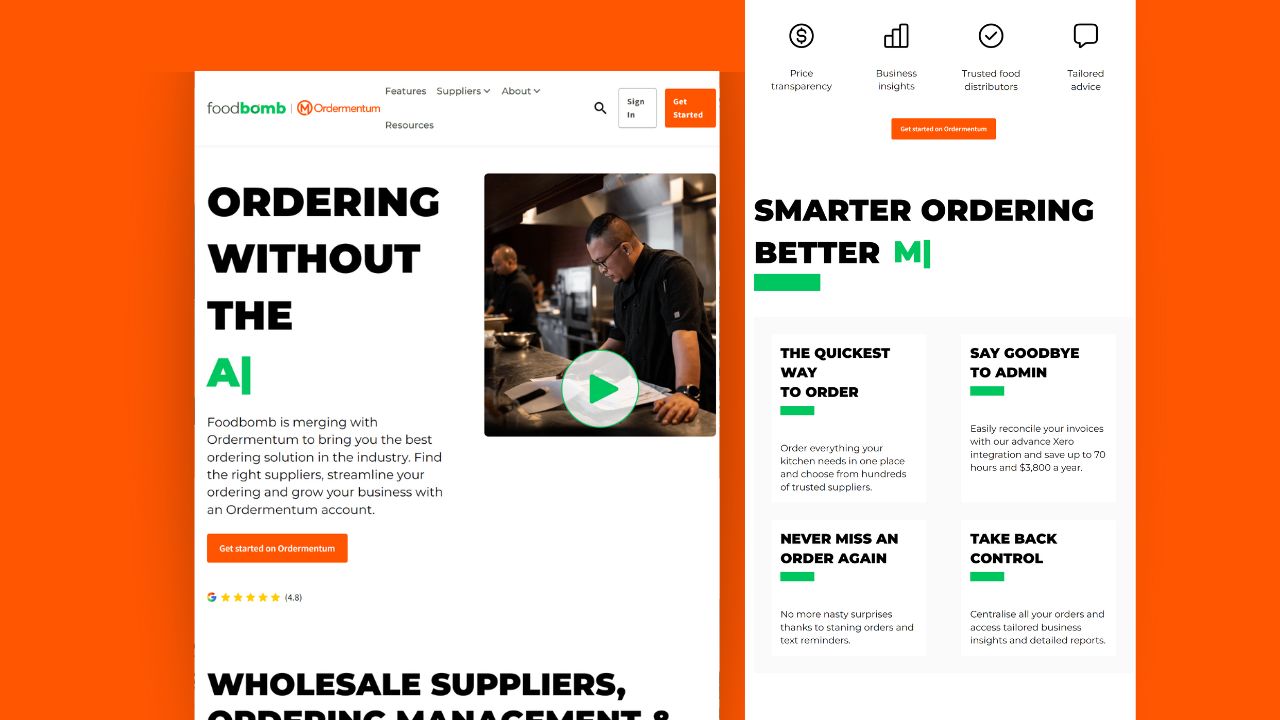 foodbomb | Ordermentum
Features Suppliers About
Resources
Sign
In
Get
Started
ORDERING
WITHOUT
THE
A|
Foodbomb is merging with
Ordermentum to bring you the best
ordering solution in the industry. Find
the right suppliers, streamline your
ordering and grow your business with
an Ordermentum account.
Get started on Ordermentum
(4.8)
WHOLESALE SUPPLIERS,
ORDERING MANAGEMENT &
Price
transparency
Business
insights
Trusted food
distributors
Tailored
advice
Get started on Ordermentum
SMARTER ORDERING
BETTER M|
THE QUICKEST
WAY
TO ORDER
Order everything your
kitchen needs in one place
and choose from hundreds
of trusted suppliers.
SAY GOODBYE
TO ADMIN
Easily reconcile your invoices
with our advance Xero
integration and save up to 70
hours and $3,800 a year.
NEVER MISS AN
ORDER AGAIN
No more nasty surprises
thanks to staning orders and
text reminders.
TAKE BACK
CONTROL
Centralise all your orders and
access tailored business
insights and detailed reports.